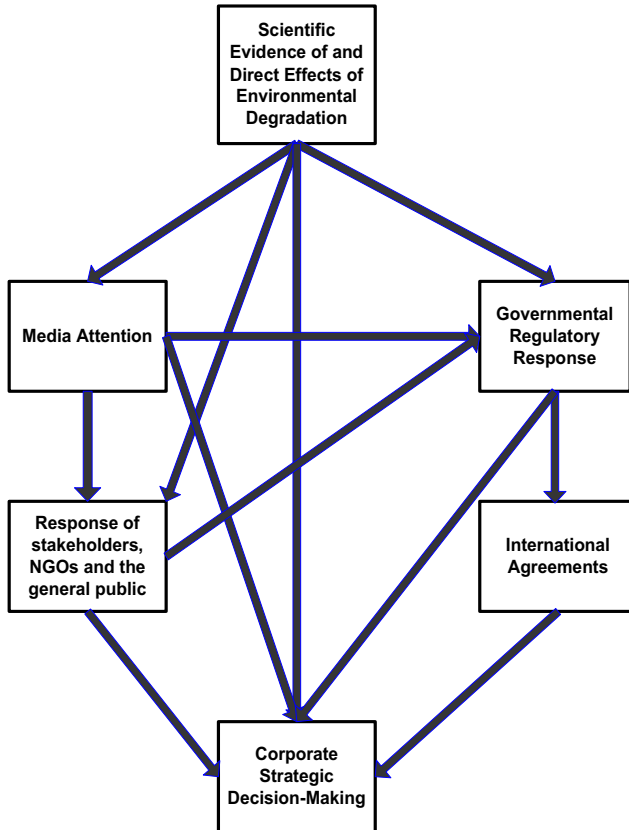 Scientific
Evidence of and
Direct Effects of
Environmental
Degradation
Media Attention
Governmental
Regulatory
Response
Response of
stakeholders,
NGOs and the
general public
International
Agreements
Corporate
Strategic
Decision-Making